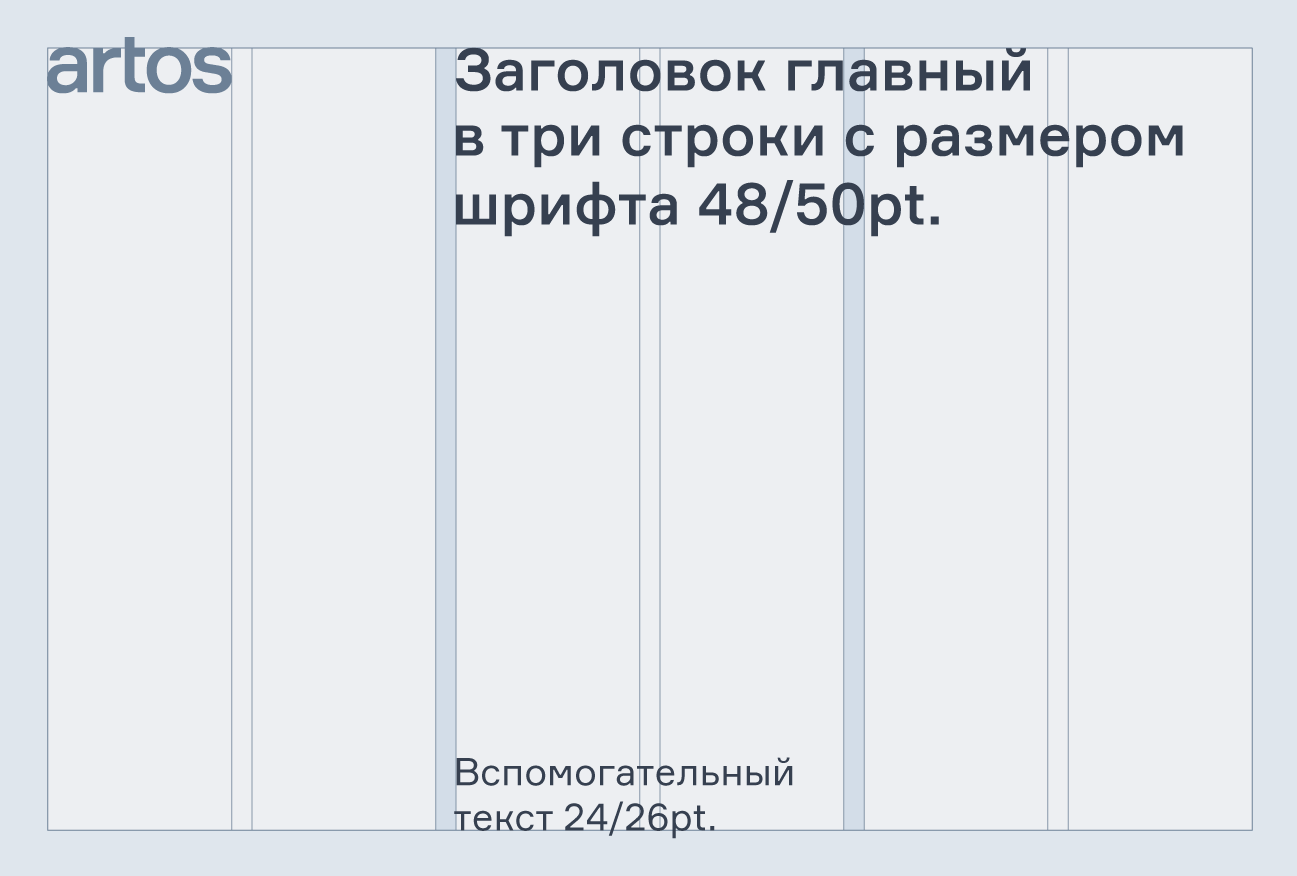 artos
Заголовок главный
в три строки с размером
шрифта 48/50pt.
Вспомогательный
текст 24/26pt.